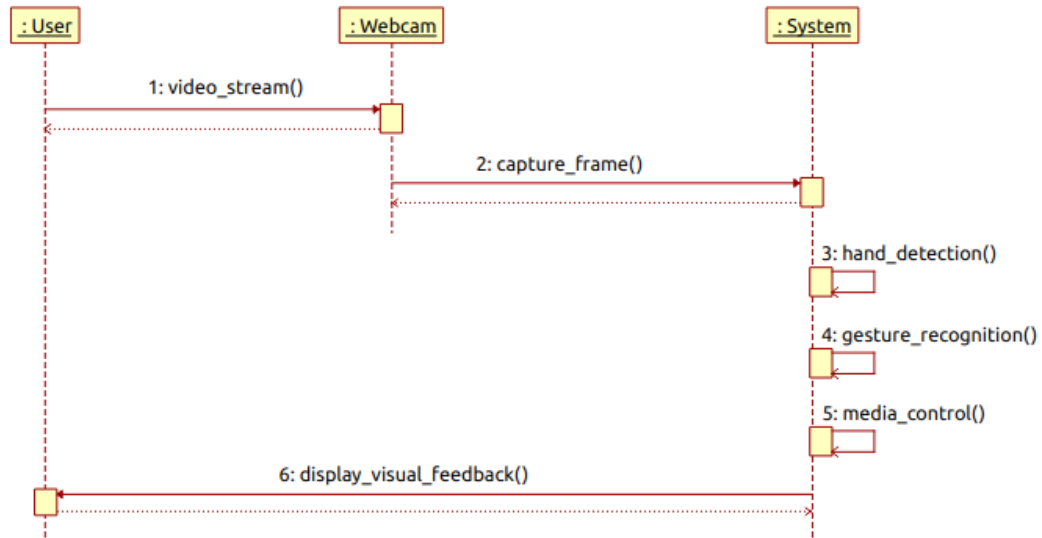 : User
: Webcam
: System
1: video_stream()
2: capture_frame()
3: hand_detection()
4: gesture_recognition()
5: media_control()
6: display_visual_feedback()